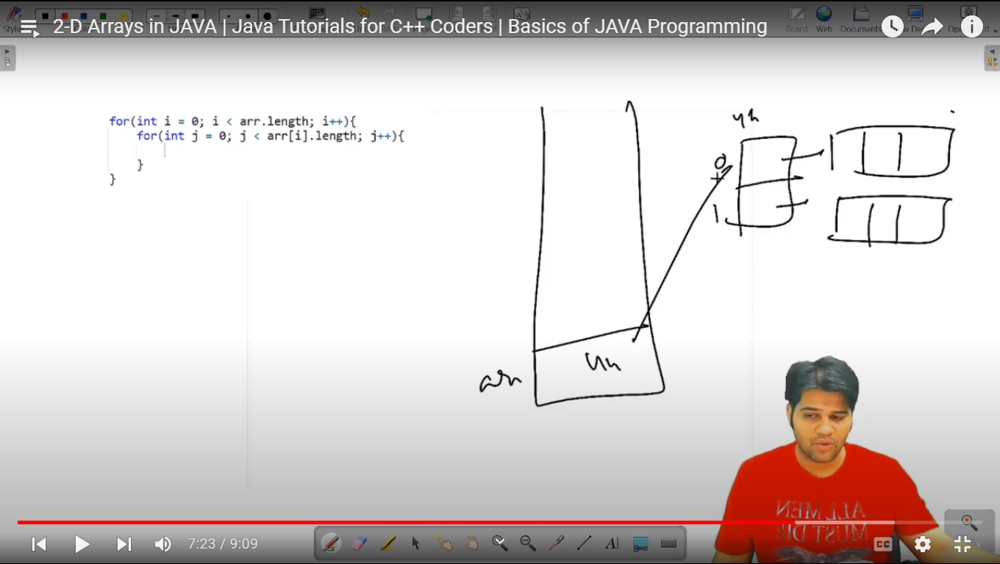 2-D Arrays in JAVA | Java Tutorials for C++ Coders | Basics of JAVA Programming
Board Web Documents
for(int i = 0; i < arr.length; i++){
for(int j = 0; j < arr[i].length; j++){
}
}
4k
0
1
arr
4k
ALL MEN
MUST DIE
7:23 / 9:09
CC
AI